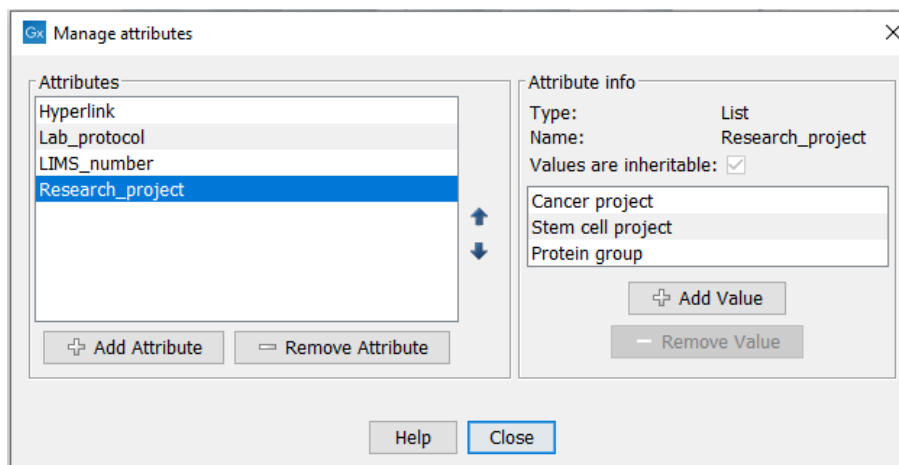 Gx Manage attributes
Attributes
Hyperlink
Lab_protocol
LIMS_number
Research_project
Add Attribute
Remove Attribute
Attribute info
Type: List
Name: Research_project
Values are inheritable:
Cancer project
Stem cell project
Protein group
Add Value
Remove Value
Help
Close